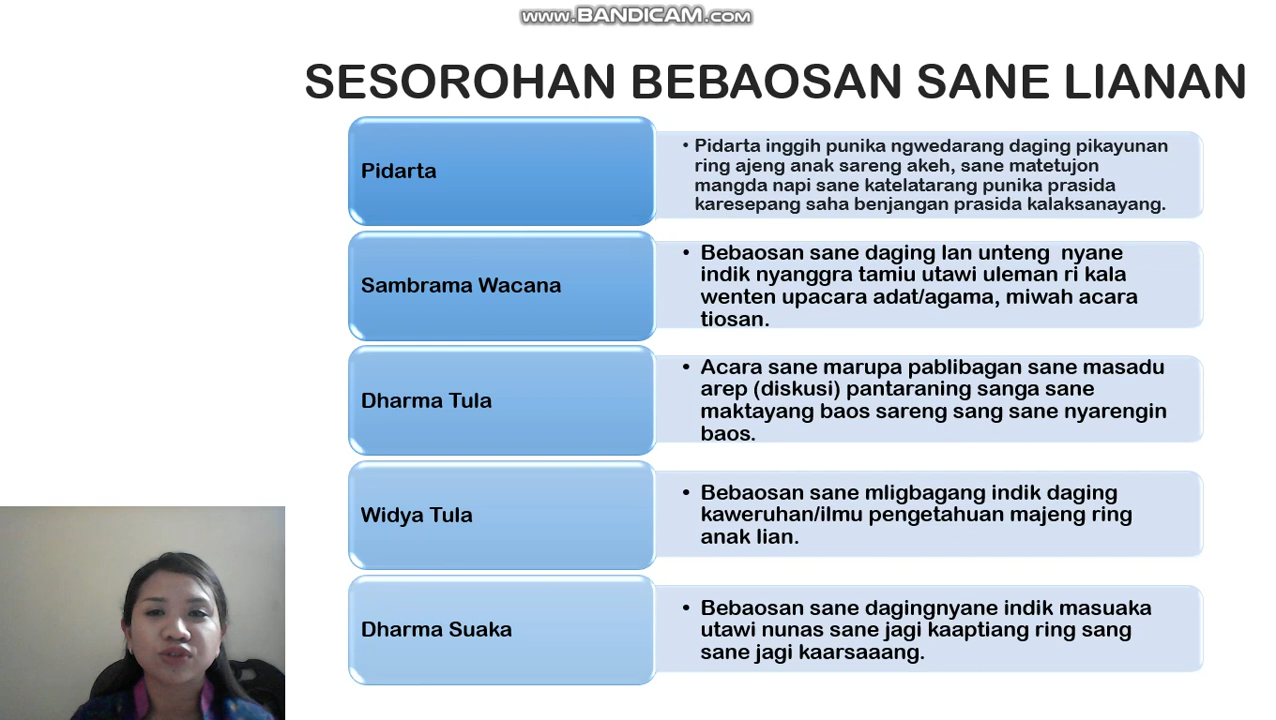 www.BANDICAM.com
SESOROHAN BEBAOSAN SANE LIANAN
Pidarta
• Pidarta inggih punika ngwedarang daging pikayunan
ring ajeng anak sareng akeh, sane matetujon
mangda napi sane katelatarang punika prasida
karesepang saha benjangan prasida kalaksanayang.
Sambrama Wacana
• Bebaosan sane daging lan unteng nyane
indik nyanggra tamiu utawi uleman ri kala
wenten upacara adat/agama, miwah acara
tiosan.
Dharma Tula
• Acara sane marupa pablibagan sane masadu
arep (diskusi) pantaraning sanga sane
maktayang baos sareng sang sane nyarengin
baos.
Widya Tula
• Bebaosan sane mligbagang indik daging
kaweruhan/ilmu pengetahuan majeng ring
anak lian.
Dharma Suaka
• Bebaosan sane dagingnyane indik masuaka
utawi nunas sane jagi kaaptiang ring sang
sane jagi kaarsaaang.